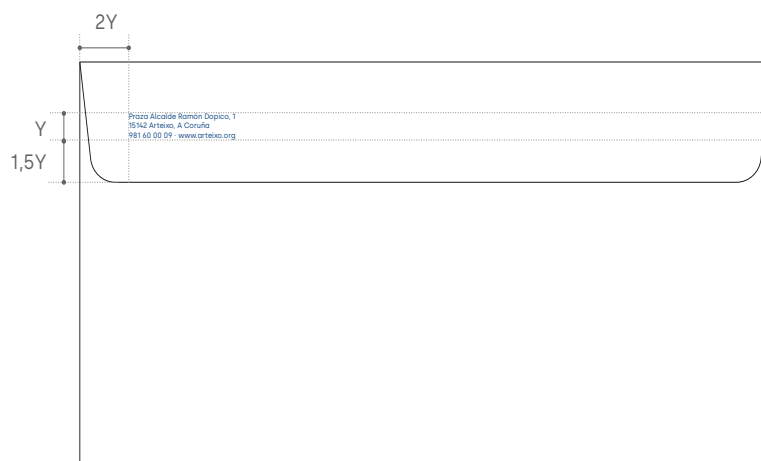 2Y
Praza Alcalde Ramón Dopico, 1
15142 Arteixo, A Coruña
981 60 00 09 · www.arteixo.org
Y
1,5Y